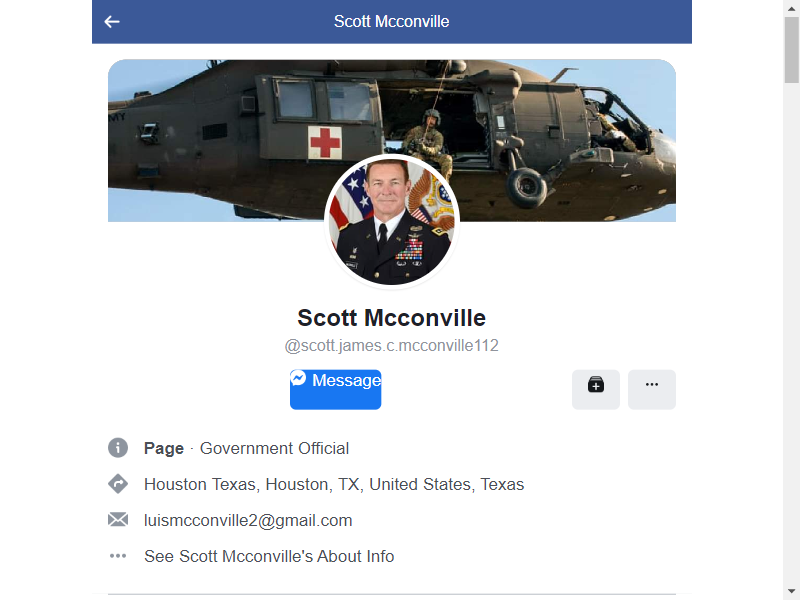 Scott Mcconville
MY
Scott Mcconville
@scott.james.c.mcconville112
Message
Page · Government Official
Houston Texas, Houston, TX, United States, Texas
luismcconville2@gmail.com
See Scott Mcconville's About Info